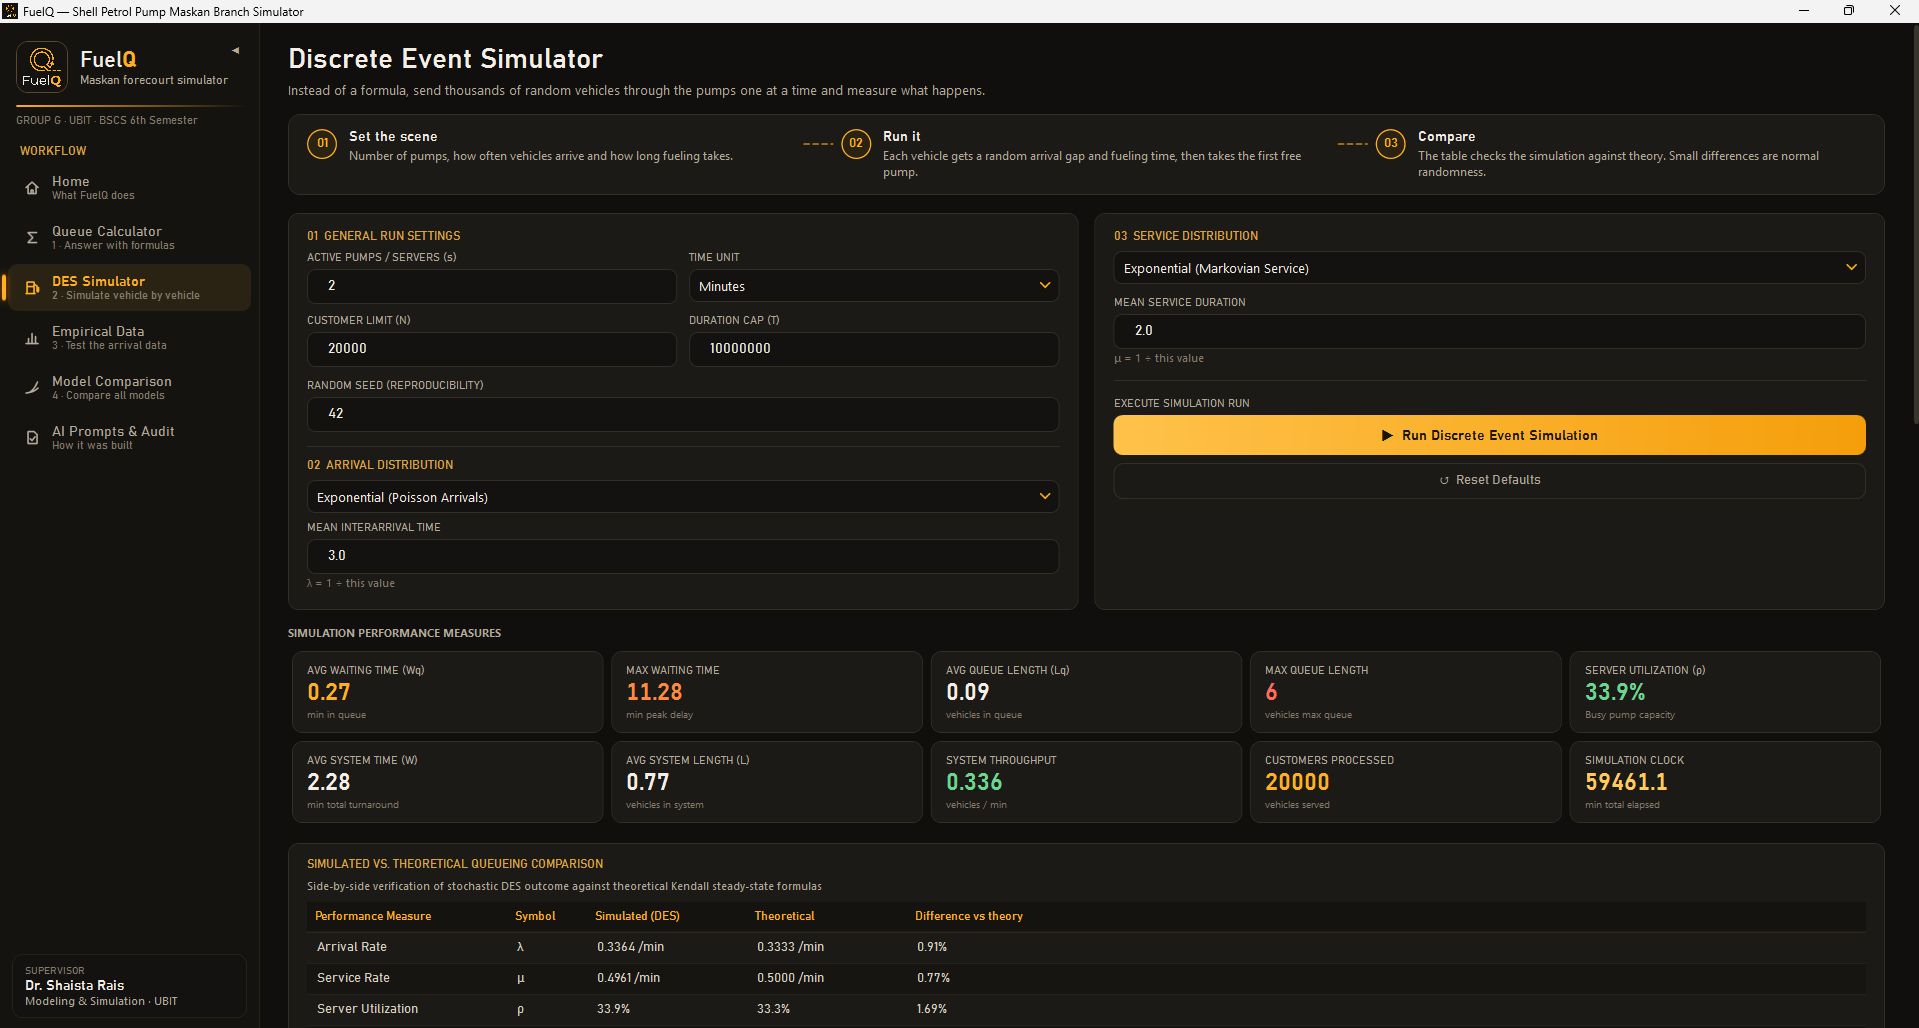 FuelQ — Shell Petrol Pump Maskan Branch Simulator
FuelQ
FuelQ
Maskan forecourt simulator
GROUP G · UBIT · BSCS 6th Semester
WORKFLOW
Home
What FuelQ does
Queue Calculator
1 · Answer with formulas
DES Simulator
2 · Simulate vehicle by vehicle
Empirical Data
3 · Test the arrival data
Model Comparison
4 · Compare all models
AI Prompts & Audit
How it was built
SUPERVISOR
Dr. Shaista Rais
Modeling & Simulation · UBIT
Discrete Event Simulator
Instead of a formula, send thousands of random vehicles through the pumps one at a time and measure what happens.
01 Set the scene
Number of pumps, how often vehicles arrive and how long fueling takes.
02 Run it
Each vehicle gets a random arrival gap and fueling time, then takes the first free
pump.
03 Compare
The table checks the simulation against theory. Small differences are normal
randomness.
01 GENERAL RUN SETTINGS
ACTIVE PUMPS / SERVERS (s) TIME UNIT
2 Minutes
CUSTOMER LIMIT (N) DURATION CAP (T)
20000 10000000
RANDOM SEED (REPRODUCIBILITY)
42
02 ARRIVAL DISTRIBUTION
Exponential (Poisson Arrivals)
MEAN INTERARRIVAL TIME
3.0
λ = 1 ÷ this value
03 SERVICE DISTRIBUTION
Exponential (Markovian Service)
MEAN SERVICE DURATION
2.0
μ = 1 ÷ this value
EXECUTE SIMULATION RUN
▶ Run Discrete Event Simulation
↺ Reset Defaults
SIMULATION PERFORMANCE MEASURES
AVG WAITING TIME (Wq)
0.27
min in queue
MAX WAITING TIME
11.28
min peak delay
AVG QUEUE LENGTH (Lq)
0.09
vehicles in queue
MAX QUEUE LENGTH
6
vehicles max queue
SERVER UTILIZATION (ρ)
33.9%
Busy pump capacity
AVG SYSTEM TIME (W)
2.28
min total turnaround
AVG SYSTEM LENGTH (L)
0.77
vehicles in system
SYSTEM THROUGHPUT
0.336
vehicles / min
CUSTOMERS PROCESSED
20000
vehicles served
SIMULATION CLOCK
59461.1
min total elapsed
SIMULATED VS. THEORETICAL QUEUEING COMPARISON
Side-by-side verification of stochastic DES outcome against theoretical Kendall steady-state formulas
Performance Measure Symbol Simulated (DES) Theoretical Difference vs theory
Arrival Rate λ 0.3364 /min 0.3333 /min 0.91%
Service Rate μ 0.4961 /min 0.5000 /min 0.77%
Server Utilization ρ 33.9% 33.3% 1.69%